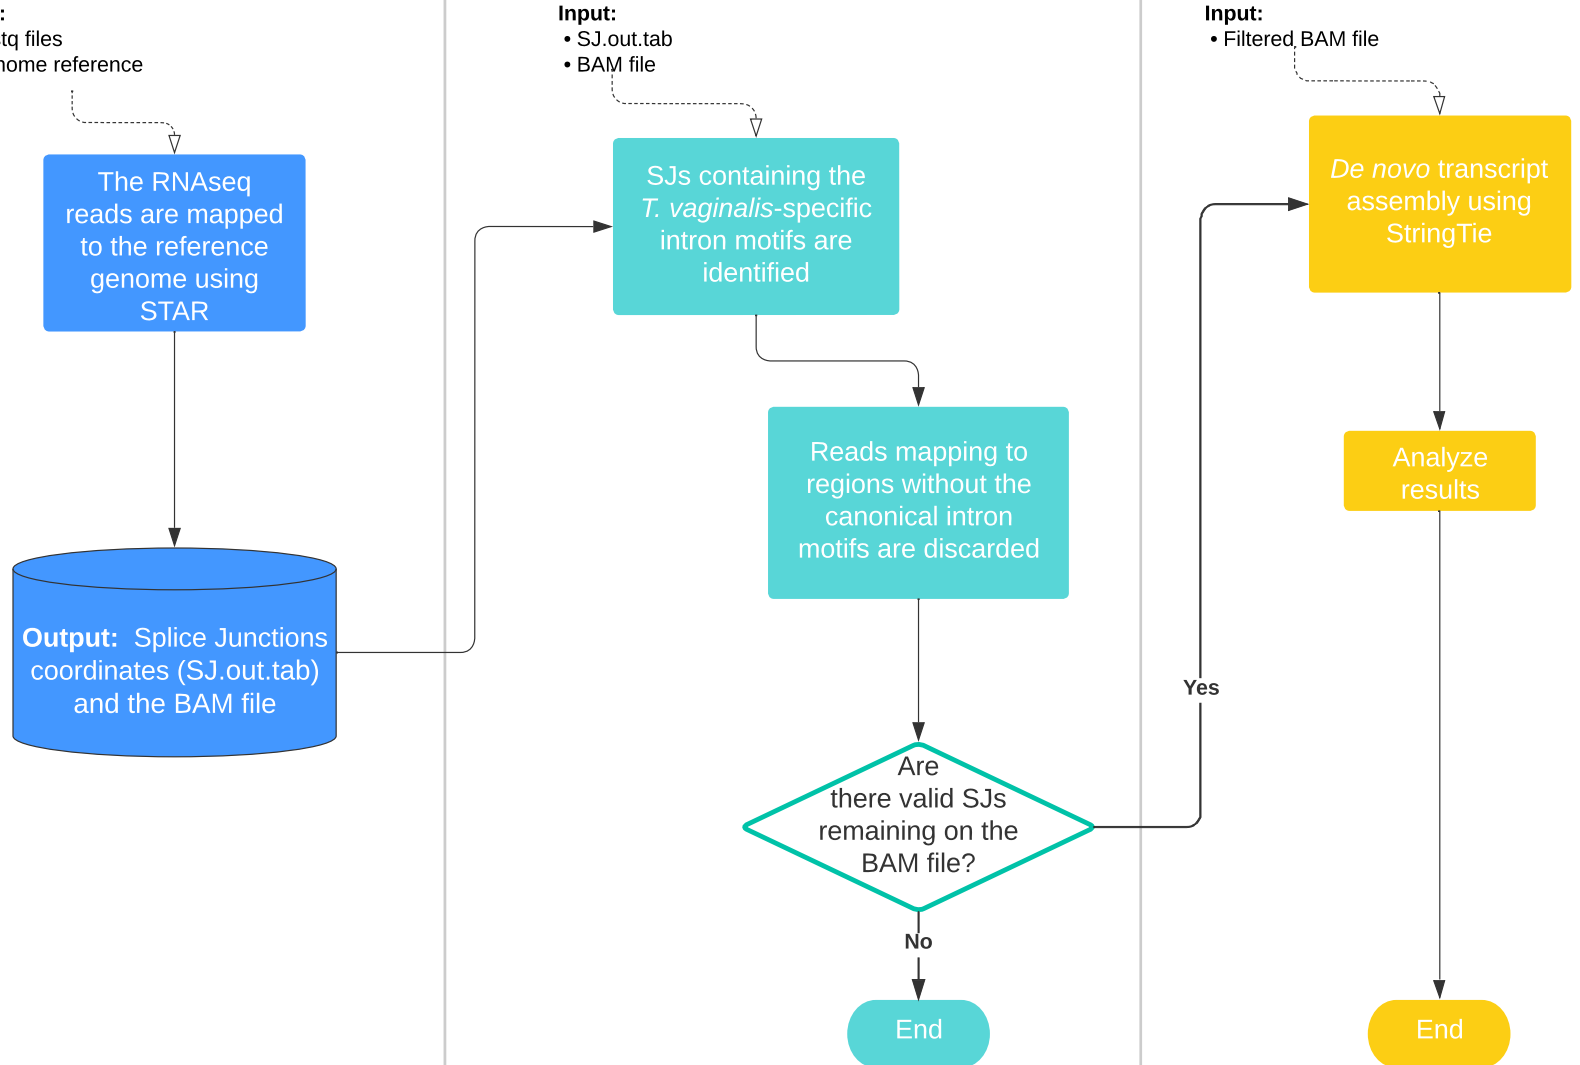 :
tq files
nome reference
The RNAseq
reads are mapped
to the reference
genome using
STAR
Output: Splice Junctions
coordinates (SJ.out.tab)
and the BAM file
Input:
• SJ.out.tab
• BAM file
SJs containing the
T. vaginalis-specific
intron motifs are
identified
Reads mapping to
regions without the
canonical intron
motifs are discarded
Are
there valid SJs
remaining on the
BAM file?
No
End
Yes
Input:
• Filtered BAM file
De novo transcript
assembly using
StringTie
Analyze
results
End